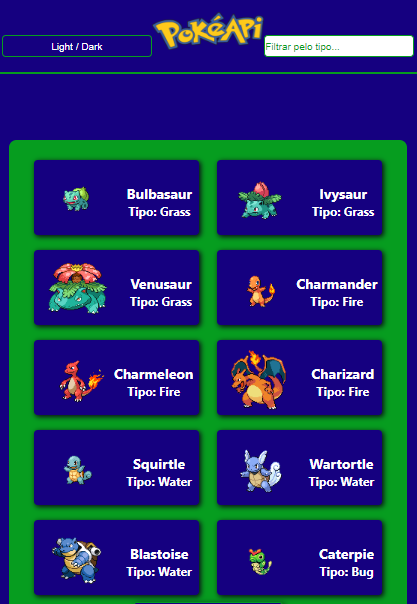 PokéApi
Light / Dark
Filtrar pelo tipo...
Bulbasaur
Tipo: Grass
Ivysaur
Tipo: Grass
Venusaur
Tipo: Grass
Charmander
Tipo: Fire
Charmeleon
Tipo: Fire
Charizard
Tipo: Fire
Squirtle
Tipo: Water
Wartortle
Tipo: Water
Blastoise
Tipo: Water
Caterpie
Tipo: Bug